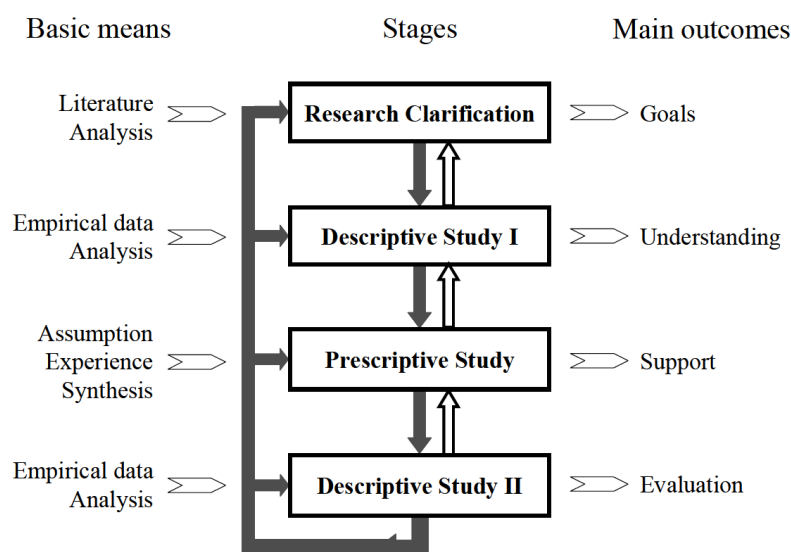 Basic means
Stages
Main outcomes
Literature
Analysis
Research Clarification
Goals
Empirical data
Analysis
Descriptive Study I
Understanding
Assumption
Experience
Synthesis
Prescriptive Study
Support
Empirical data
Analysis
Descriptive Study II
Evaluation